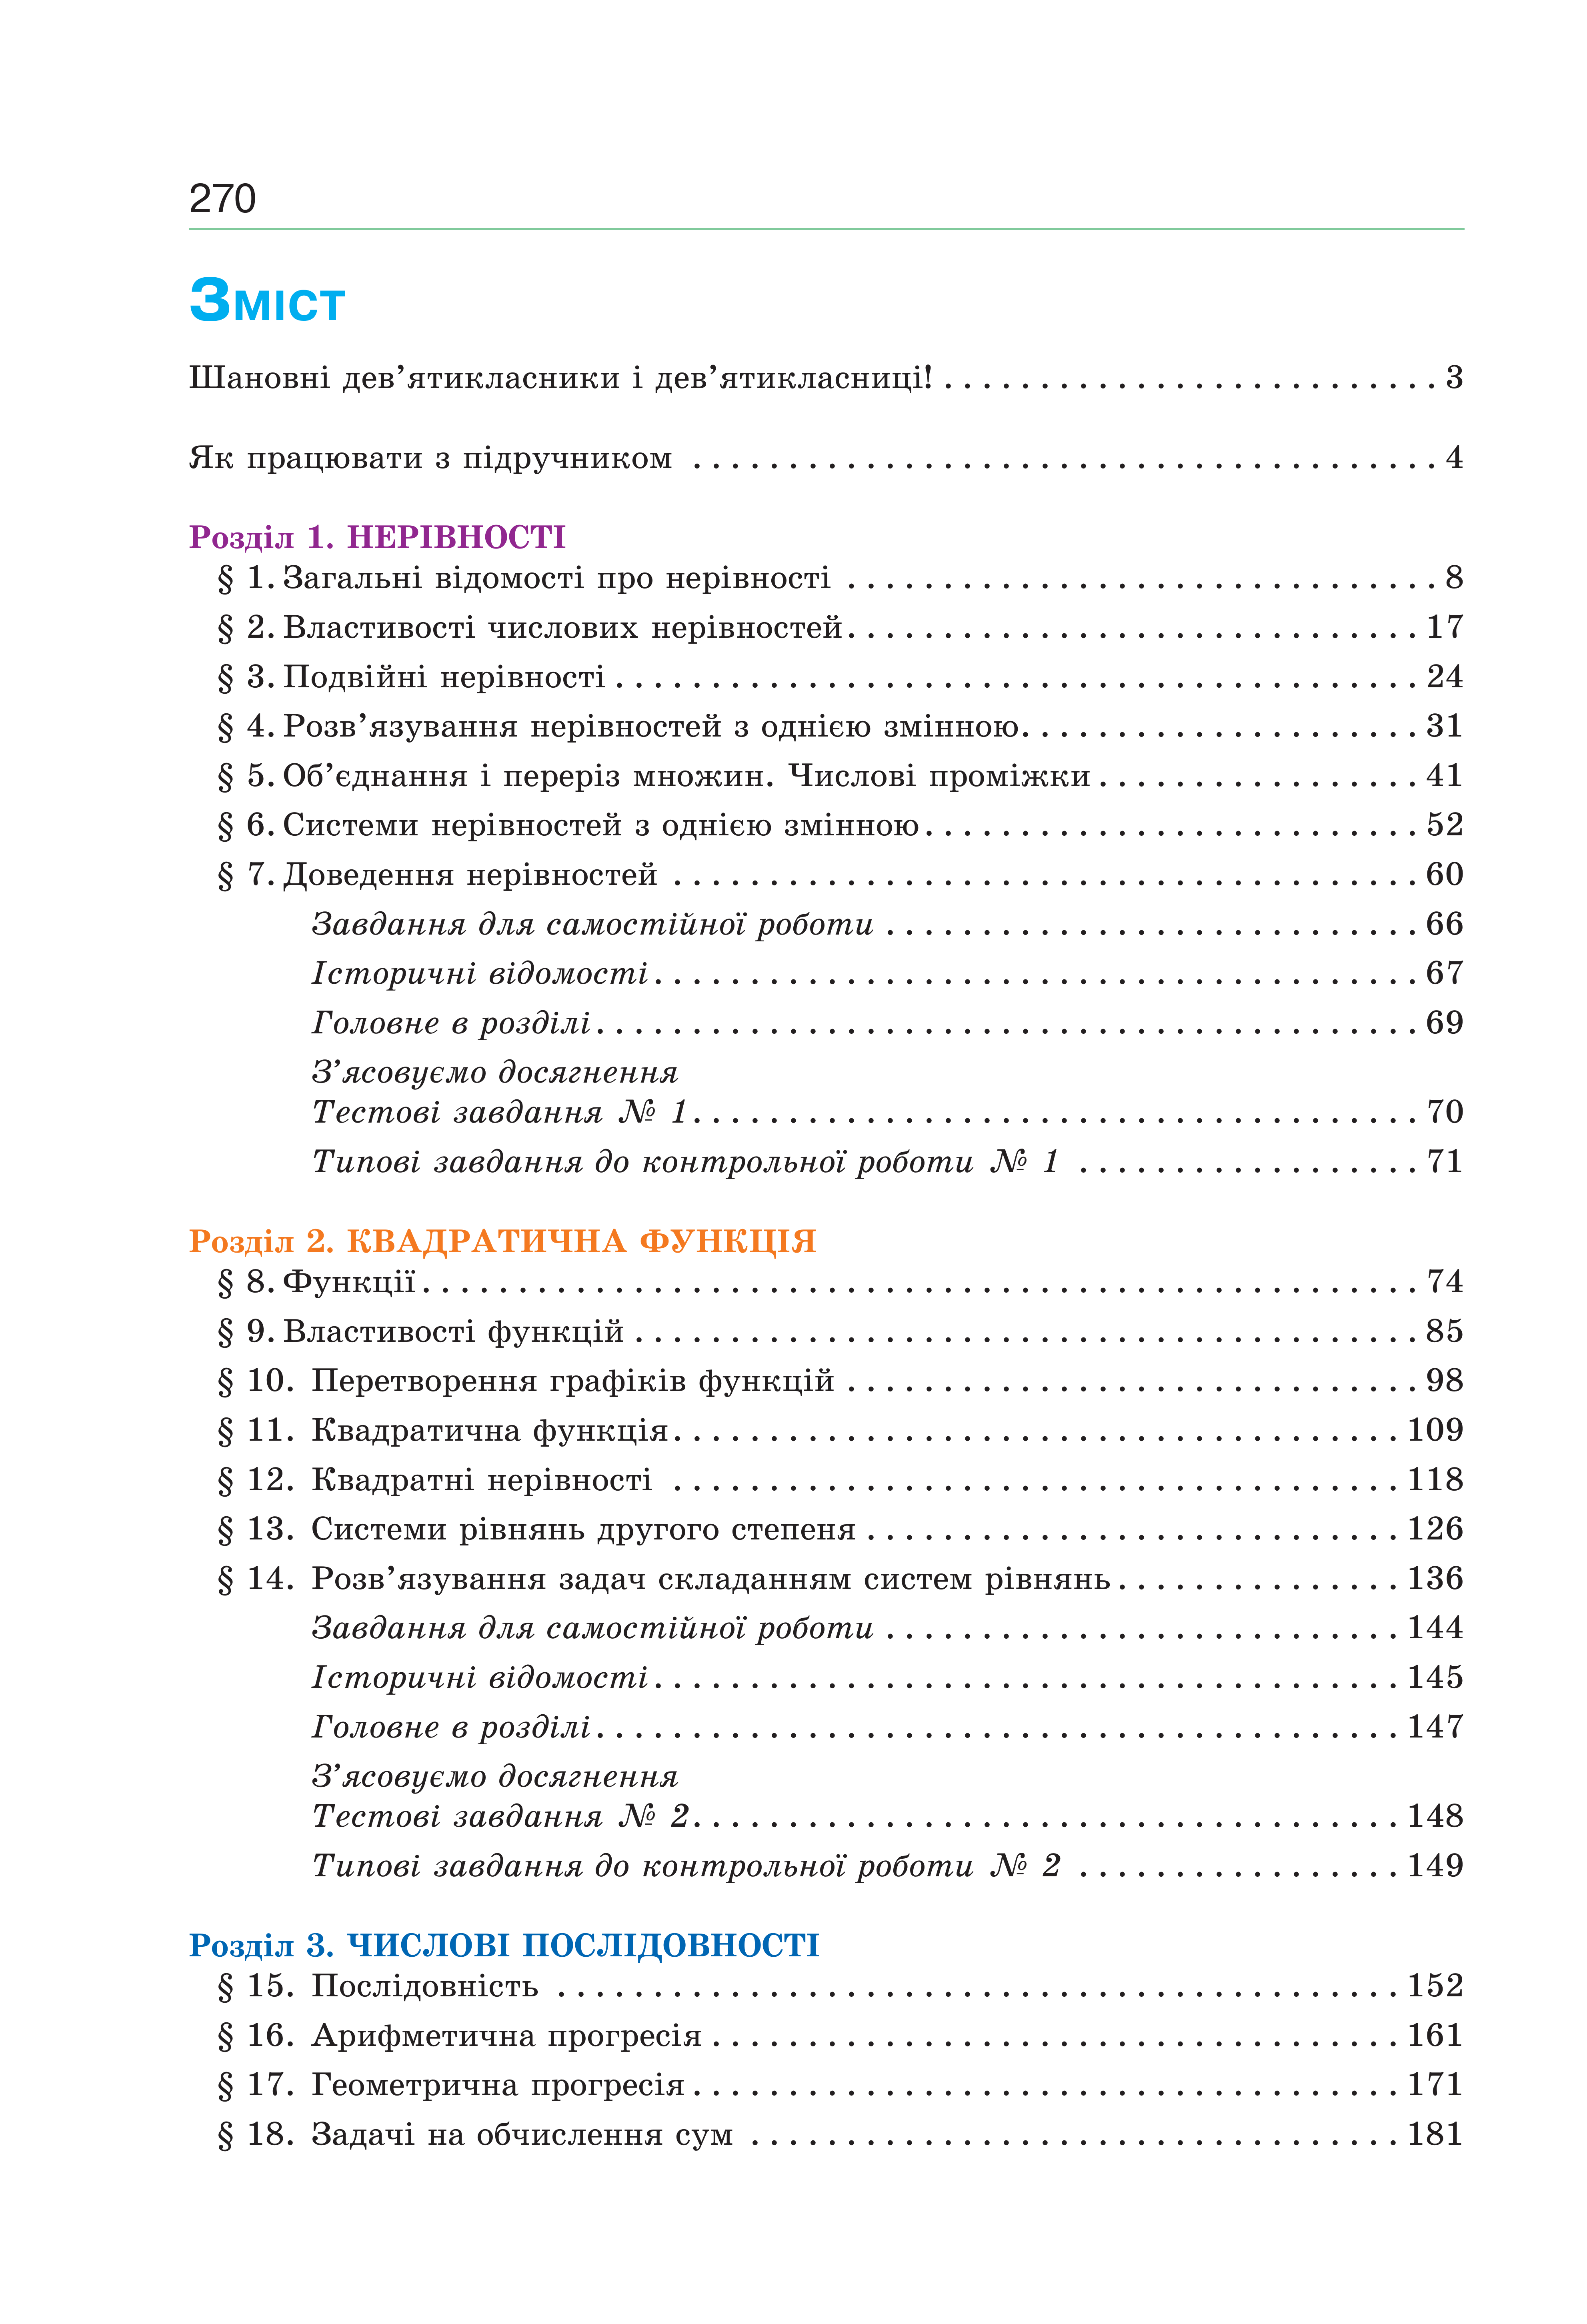 270
Зміст
Шановні дев’ятикласники і дев’ятикласниці! . . . . . . . . . . . . . . . . . . . . . . . . . . 3
Як працювати з підручником . . . . . . . . . . . . . . . . . . . . . . . . . . . . . . . . . . . . . . . 4
Розділ 1. НЕРІВНОСТІ
§ 1. Загальні відомості про нерівності . . . . . . . . . . . . . . . . . . . . . . . . . . . . . . . 8
§ 2. Властивості числових нерівностей . . . . . . . . . . . . . . . . . . . . . . . . . . . . . . 17
§ 3. Подвійні нерівності . . . . . . . . . . . . . . . . . . . . . . . . . . . . . . . . . . . . . . . . . . 24
§ 4. Розв’язування нерівностей з однією змінною . . . . . . . . . . . . . . . . . . . . . 31
§ 5. Об’єднання і переріз множин. Числові проміжки . . . . . . . . . . . . . . . . . 41
§ 6. Системи нерівностей з однією змінною . . . . . . . . . . . . . . . . . . . . . . . . . . 52
§ 7. Доведення нерівностей . . . . . . . . . . . . . . . . . . . . . . . . . . . . . . . . . . . . . . . 60
Завдання для самостійної роботи . . . . . . . . . . . . . . . . . . . . . . . . . . . . 66
Історичні відомості . . . . . . . . . . . . . . . . . . . . . . . . . . . . . . . . . . . . . . . . 67
Головне в розділі . . . . . . . . . . . . . . . . . . . . . . . . . . . . . . . . . . . . . . . . . . . 69
З’ясовуємо досягнення
Тестові завдання № 1 . . . . . . . . . . . . . . . . . . . . . . . . . . . . . . . . . . . . . . 70
Типові завдання до контрольної роботи № 1 . . . . . . . . . . . . . . . . . . 71
Розділ 2. КВАДРАТИЧНА ФУНКЦІЯ
§ 8. Функції . . . . . . . . . . . . . . . . . . . . . . . . . . . . . . . . . . . . . . . . . . . . . . . . . . . . 74
§ 9. Властивості функцій . . . . . . . . . . . . . . . . . . . . . . . . . . . . . . . . . . . . . . . . . 85
§ 10. Перетворення графіків функцій . . . . . . . . . . . . . . . . . . . . . . . . . . . . . . 98
§ 11. Квадратична функція . . . . . . . . . . . . . . . . . . . . . . . . . . . . . . . . . . . . . . 109
§ 12. Квадратні нерівності . . . . . . . . . . . . . . . . . . . . . . . . . . . . . . . . . . . . . . 118
§ 13. Системи рівнянь другого степеня . . . . . . . . . . . . . . . . . . . . . . . . . . . . 126
§ 14. Розв’язування задач складанням систем рівнянь . . . . . . . . . . . . . . . 136
Завдання для самостійної роботи . . . . . . . . . . . . . . . . . . . . . . . . . . . 144
Історичні відомості . . . . . . . . . . . . . . . . . . . . . . . . . . . . . . . . . . . . . . . 145
Головне в розділі . . . . . . . . . . . . . . . . . . . . . . . . . . . . . . . . . . . . . . . . . . 147
З’ясовуємо досягнення
Тестові завдання № 2 . . . . . . . . . . . . . . . . . . . . . . . . . . . . . . . . . . . . . 148
Типові завдання до контрольної роботи № 2 . . . . . . . . . . . . . . . . . 149
Розділ 3. ЧИСЛОВІ ПОСЛІДОВНОСТІ
§ 15. Послідовність . . . . . . . . . . . . . . . . . . . . . . . . . . . . . . . . . . . . . . . . . . . . 152
§ 16. Арифметична прогресія . . . . . . . . . . . . . . . . . . . . . . . . . . . . . . . . . . . . 161
§ 17. Геометрична прогресія . . . . . . . . . . . . . . . . . . . . . . . . . . . . . . . . . . . . . 171
§ 18. Задачі на обчислення сум . . . . . . . . . . . . . . . . . . . . . . . . . . . . . . . . . . 181